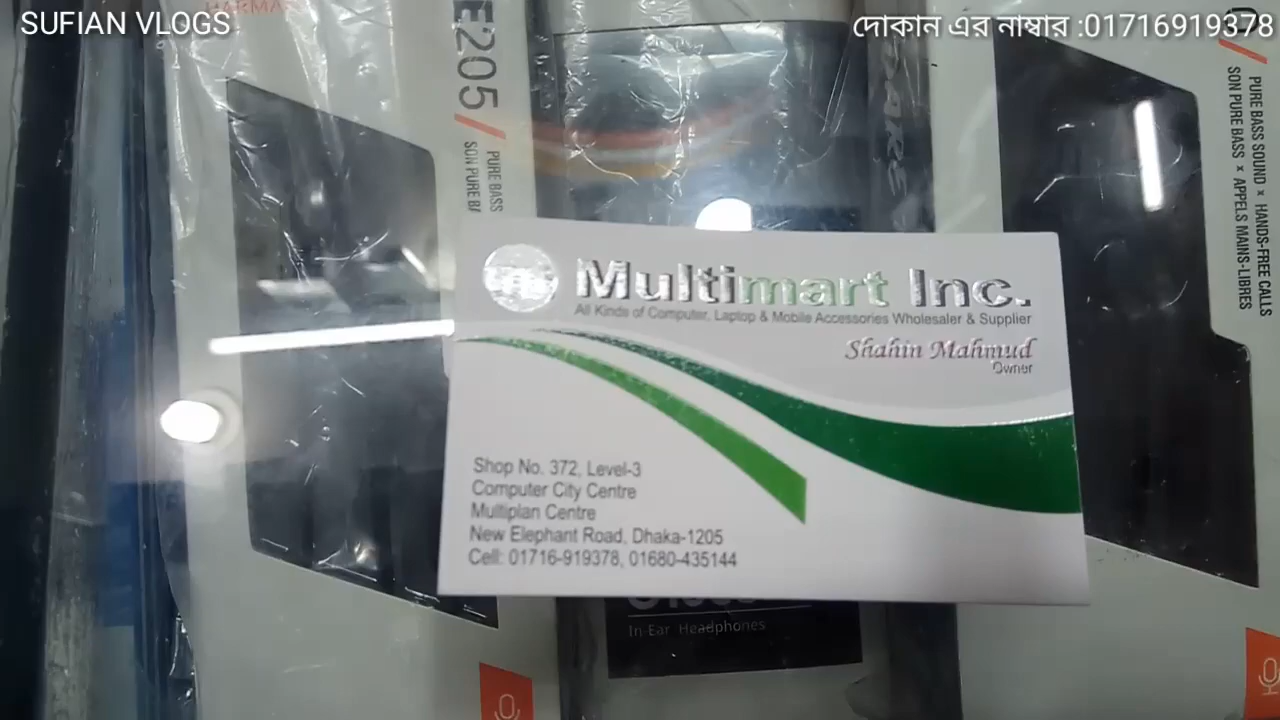 SUFIAN VLOGS
দোকান এর নাম্বার :01716919378
E205
PURE BASS
SON PURE
PURE BASS SOUND × HANDS-FREE CALLS
SON PURE BASS × APPELS MAINS-LIBRES
Multimart Inc.
All Kinds of Computer, Laptop & Mobile Accessories Wholesaler & Supplier
Shahin Mahmud
Owner
Shop No. 372, Level-3
Computer City Centre
Multiplan Centre
New Elephant Road, Dhaka-1205
Cell: 01716-919378, 01680-435144
In-Ear Headphones